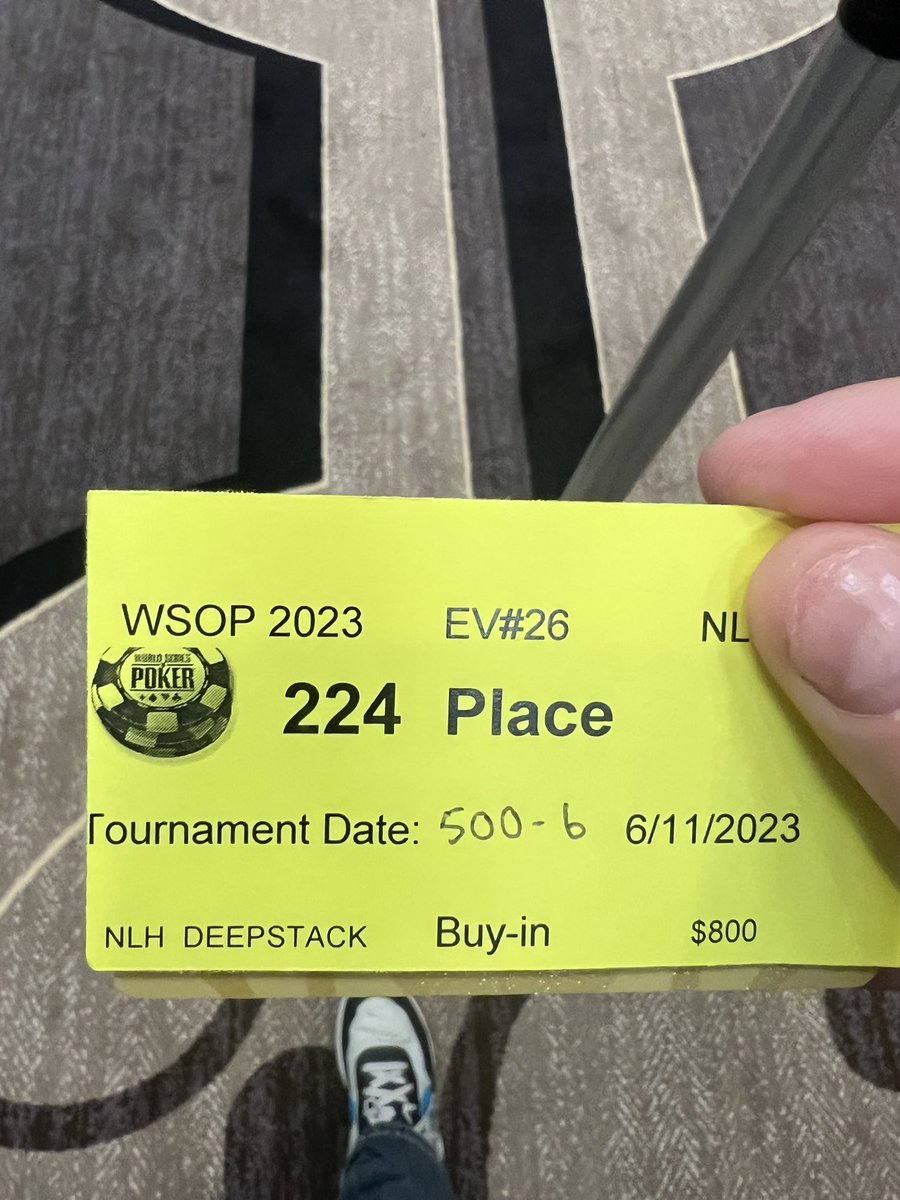 WSOP 2023 EV#26 NL
WORLD SERIES
POKER
224 Place
Tournament Date: 500-6 6/11/2023
NLH DEEPSTACK Buy-in $800